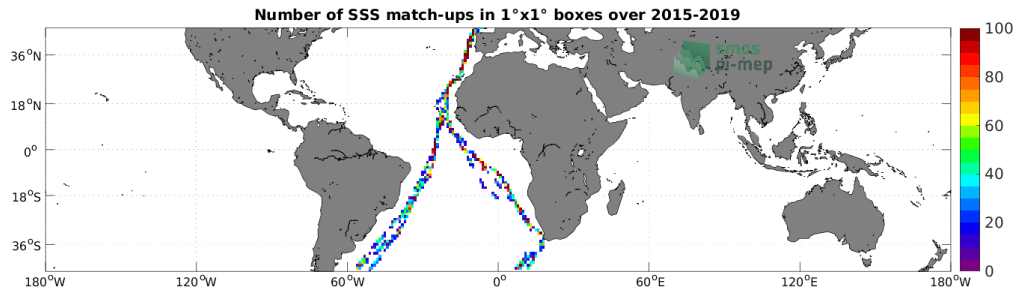 Number of SSS match-ups in 1°x1° boxes over 2015-2019
36°N
18°N
0°
18°S
36°S
180°W
120°W
60°W
0°
60°E
120°E
180°W
100
80
60
40
20
0
smos
pi-mep